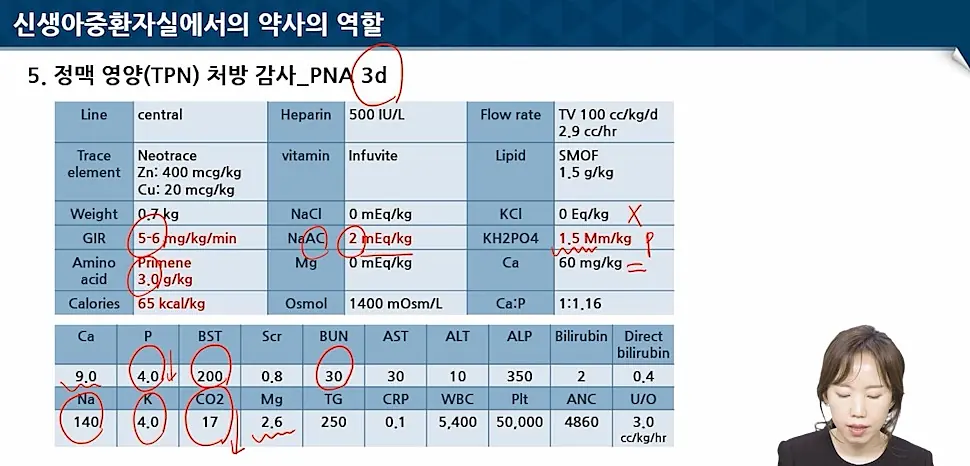 신생아중환자실에서의 약사의 역할
5. 정맥 영양(TPN) 처방 감사_PNA 3d
Line central Heparin 500 IU/L Flow rate TV 100 cc/kg/d
2.9 cc/hr
Trace element Neotrace vitamin Infuvite Lipid SMOF
Zn: 400 mcg/kg 1.5 g/kg
Cu: 20 mcg/kg
Weight 0.7 kg NaCl 0 mEq/kg KCl 0 Eq/kg X
GIR 5-6 mg/kg/min NaAC 2 mEq/kg KH2PO4 1.5 Mm/kg P
Amino acid Primene Mg 0 mEq/kg Ca 60 mg/kg
3.0 g/kg
Calories 65 kcal/kg Osmol 1400 mOsm/L Ca:P 1:1.16
Ca P BST Scr BUN AST ALT ALP Bilirubin Direct bilirubin
9.0 4.0 200 0.8 30 30 10 350 2 0.4
Na K CO2 Mg TG CRP WBC Plt ANC U/O
140 4.0 17 2.6 250 0.1 5,400 50,000 4860 3.0
cc/kg/hr